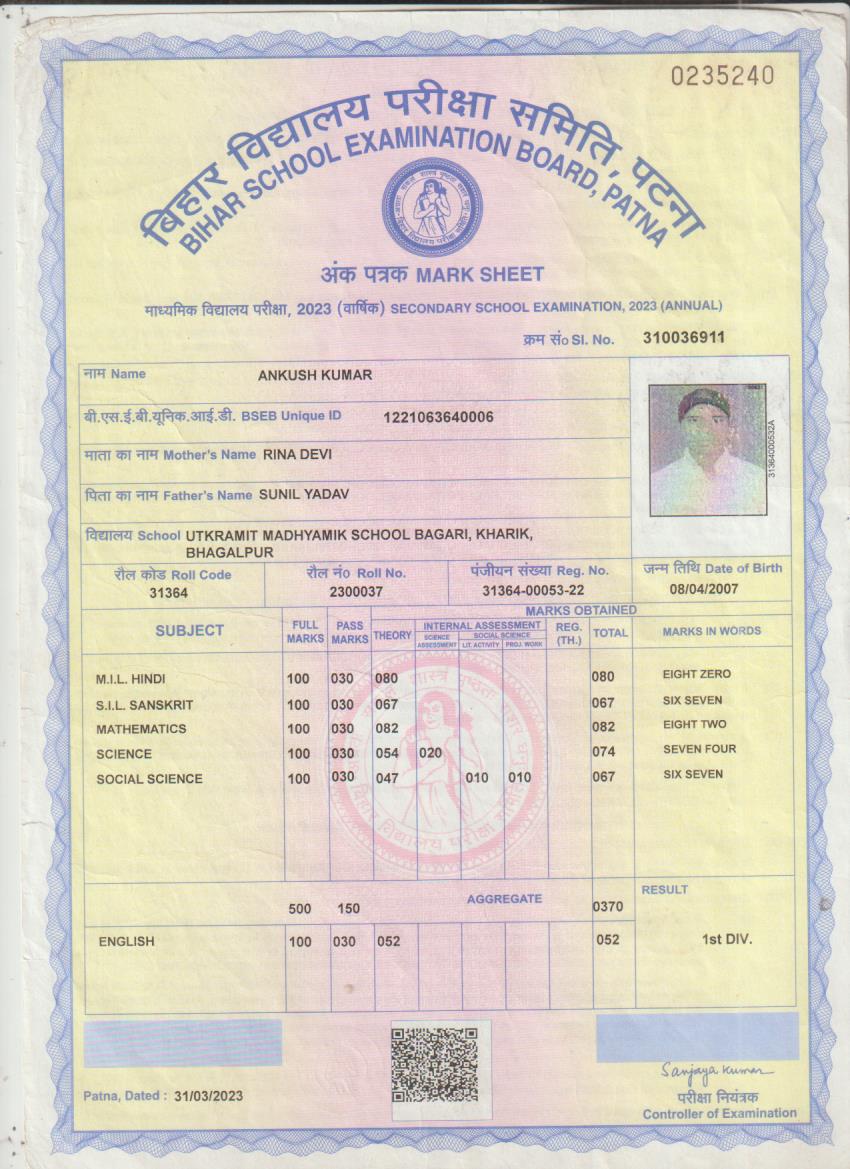 0235240
बिहार विद्यालय परीक्षा समिति, पटना
BIHAR SCHOOL EXAMINATION BOARD, PATNA
अंक पत्रक MARK SHEET
माध्यमिक विद्यालय परीक्षा, 2023 (वार्षिक) SECONDARY SCHOOL EXAMINATION, 2023 (ANNUAL)
क्रम सं० Sl. No. 310036911
नाम Name ANKUSH KUMAR
बी.एस.ई.बी.यूनिक.आई.डी. BSEB Unique ID 1221063640006
माता का नाम Mother's Name RINA DEVI
पिता का नाम Father's Name SUNIL YADAV
31364000532A
विद्यालय School UTKRAMIT MADHYAMIK SCHOOL BAGARI, KHARIK,
BHAGALPUR
रौल कोड Roll Code रौल नं० Roll No. पंजीयन संख्या Reg. No. जन्म तिथि Date of Birth
31364 2300037 31364-00053-22 08/04/2007
MARKS OBTAINED
SUBJECT FULL MARKS PASS MARKS THEORY INTERNAL ASSESSMENT REG. (TH.) TOTAL MARKS IN WORDS
SCIENCE ASSESSMENT SOCIAL SCIENCE
LIT. ACTIVITY PROJ. WORK
M.I.L. HINDI 100 030 080 080 EIGHT ZERO
S.I.L. SANSKRIT 100 030 067 067 SIX SEVEN
MATHEMATICS 100 030 082 082 EIGHT TWO
SCIENCE 100 030 054 020 074 SEVEN FOUR
SOCIAL SCIENCE 100 030 047 010 010 067 SIX SEVEN
बिहार विद्यालय परीक्षा समिति
500 150 AGGREGATE 0370 RESULT
ENGLISH 100 030 052 052 1st DIV.
Sanjaya Kumar
Patna, Dated : 31/03/2023
परीक्षा नियंत्रक
Controller of Examination